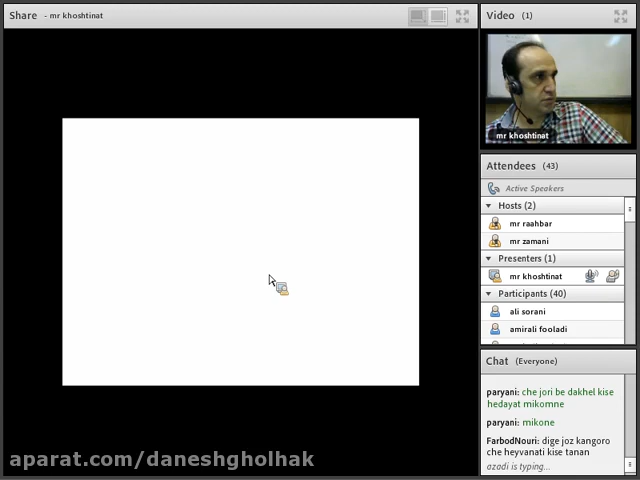 Share - mr khoshtinat
Video (1)
mr khoshtinat
Attendees (43)
Active Speakers
Hosts (2)
mr raahbar
mr zamani
Presenters (1)
mr khoshtinat
Participants (40)
ali sorani
amirali fooladi
Chat (Everyone)
paryani: che jori be dakhel kise
hedayat mikomne
paryani: mikone
FarbodNouri: dige joz kangoro
che heyvanati kise tanan
azadi is typing...
aparat.com/daneshgholhak